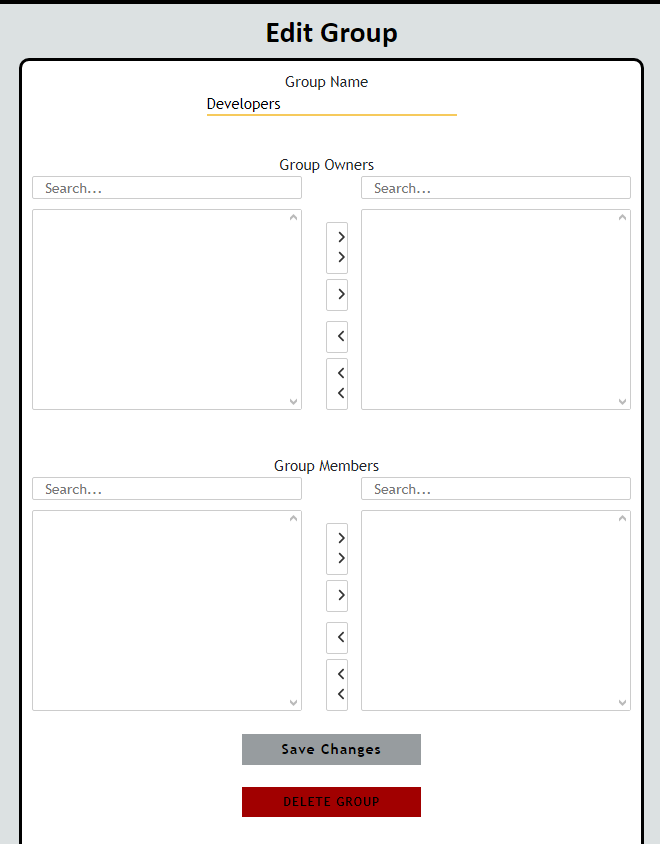 Edit Group
Group Name
Developers
Group Owners
Search... Search...
Group Members
Search... Search...
Save Changes
DELETE GROUP